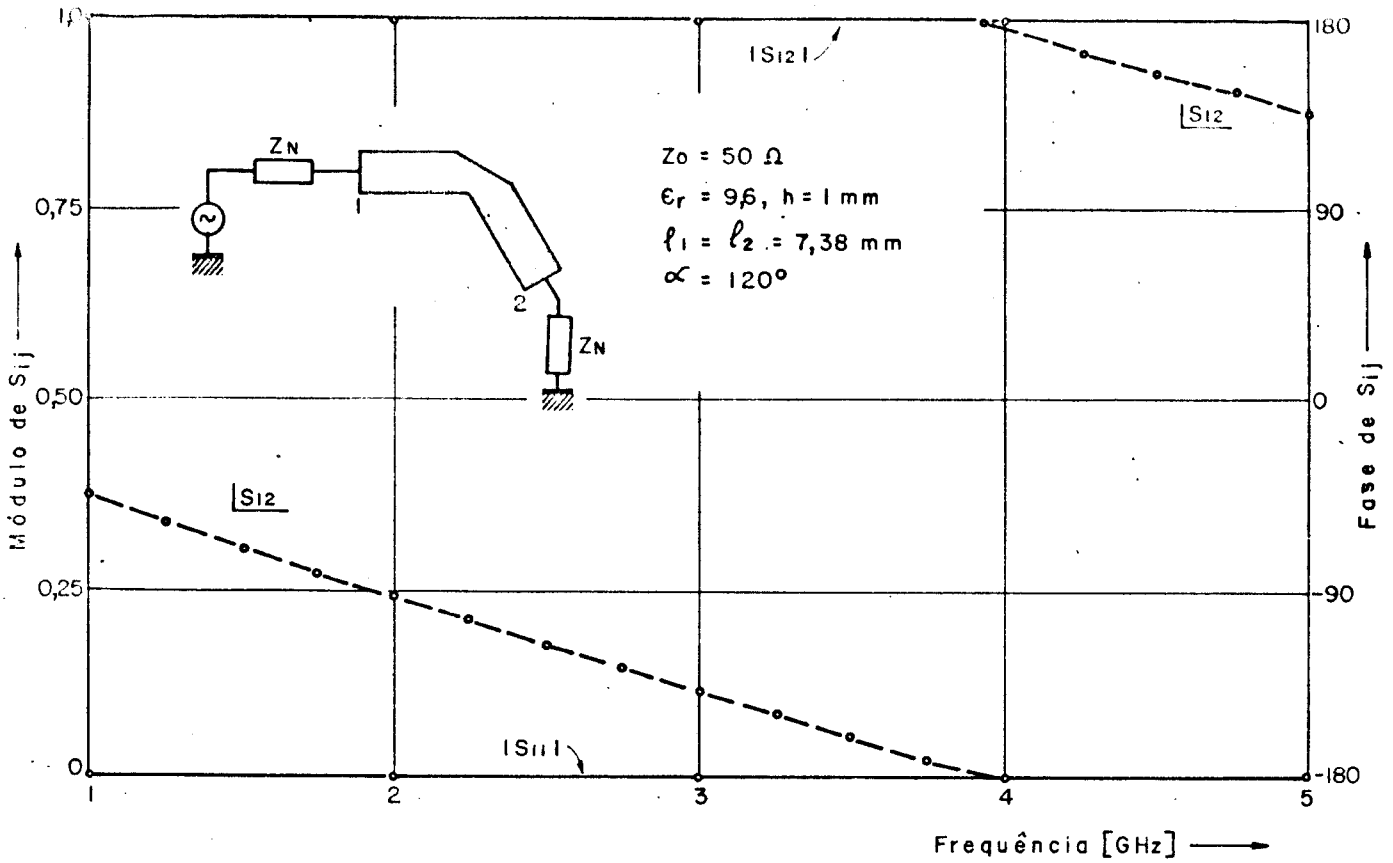 1,0
0,75
0,50
0,25
0
Módulo de Sij
180
90
0
-90
-180
Fase de Sij
1
2
3
4
5
Frequência [GHz]
|S12|
S12
S12
|S11|
ZN
1
2
ZN
Zo = 50 Ω
Єr = 9,6, h = 1 mm
ℓ1 = ℓ2 = 7,38 mm
α = 120º